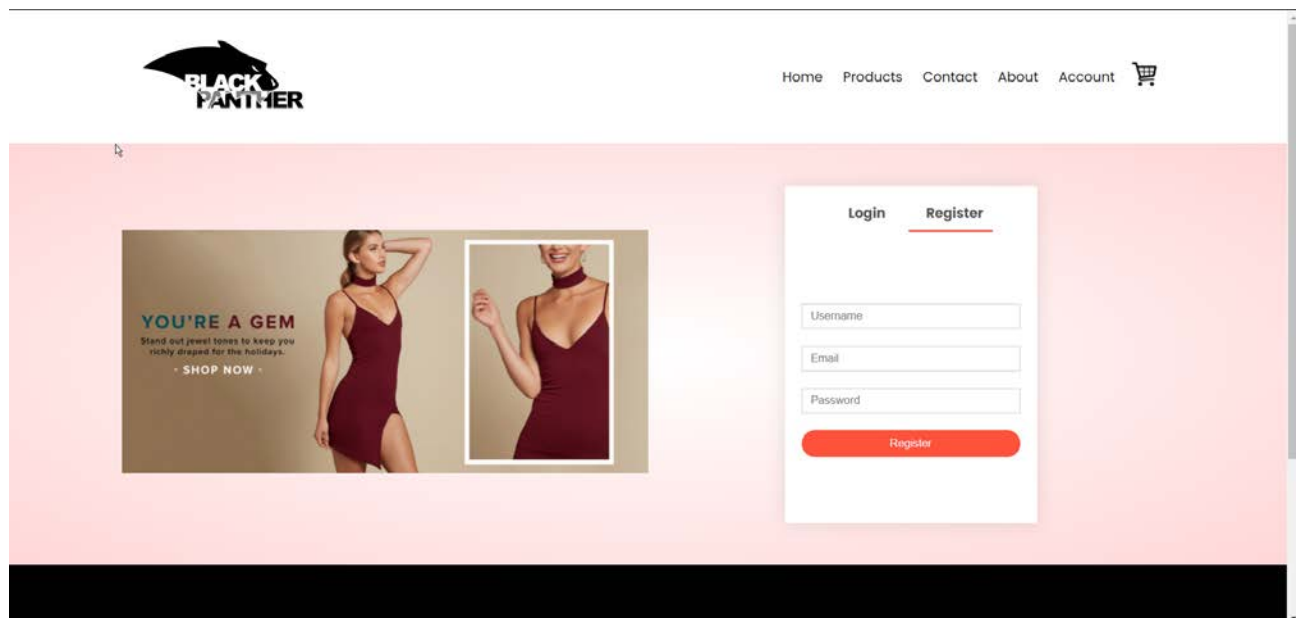 BLACK
PANTHER
Home Products Contact About Account
Login Register
YOU'RE A GEM
Stand out jewel tones to keep you
richly draped for the holidays.
- SHOP NOW -
Username
Email
Password
Register